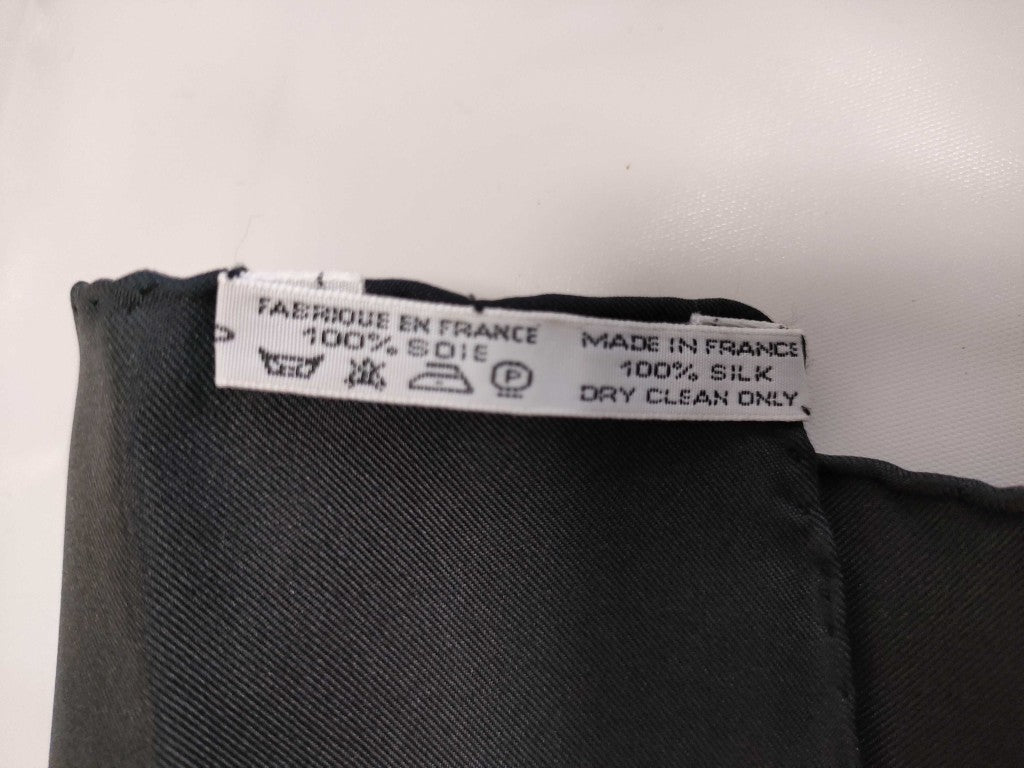 FABRIQUE EN FRANCE
100% SOIE
P
MADE IN FRANCE
100% SILK
DRY CLEAN ONLY